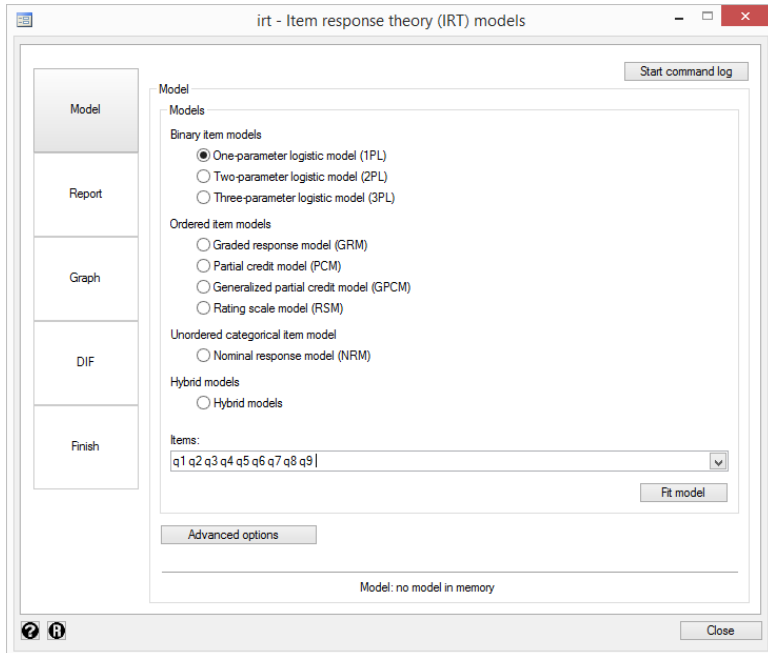 irt - Item response theory (IRT) models
Start command log
Model
Report
Graph
DIF
Finish
Model
Models
Binary item models
One-parameter logistic model (1PL)
Two-parameter logistic model (2PL)
Three-parameter logistic model (3PL)
Ordered item models
Graded response model (GRM)
Partial credit model (PCM)
Generalized partial credit model (GPCM)
Rating scale model (RSM)
Unordered categorical item model
Nominal response model (NRM)
Hybrid models
Hybrid models
Items:
q1 q2 q3 q4 q5 q6 q7 q8 q9
Fit model
Advanced options
Model: no model in memory
? R
Close